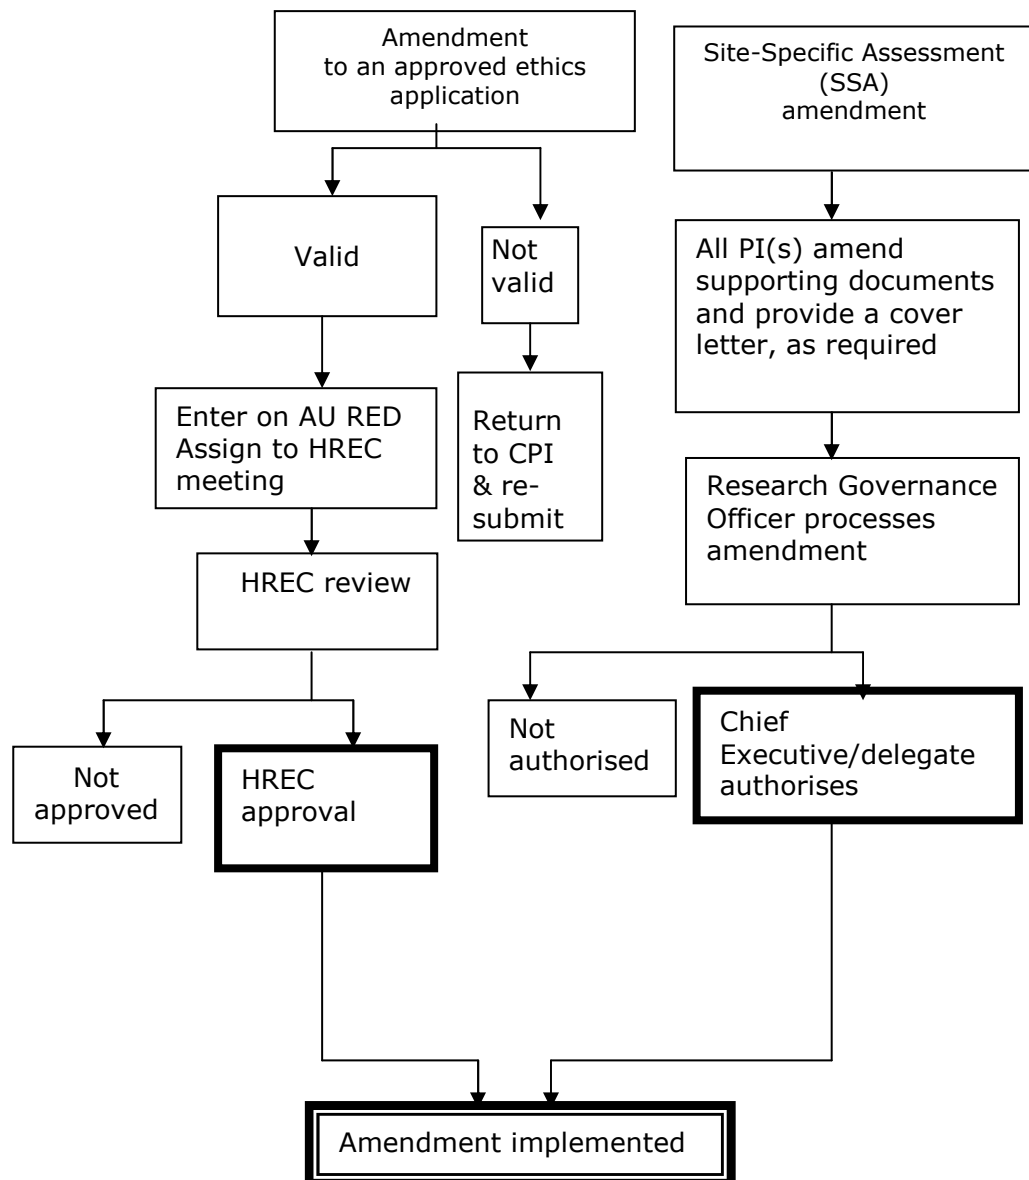 Amendment
to an approved ethics
application
Site-Specific Assessment
(SSA)
amendment
Valid
Not
valid
All PI(s) amend
supporting documents
and provide a cover
letter, as required
Enter on AU RED
Assign to HREC
meeting
Return
to CPI
& re-
submit
Research Governance
Officer processes
amendment
HREC review
Not
approved
HREC
approval
Not
authorised
Chief
Executive/delegate
authorises
Amendment implemented